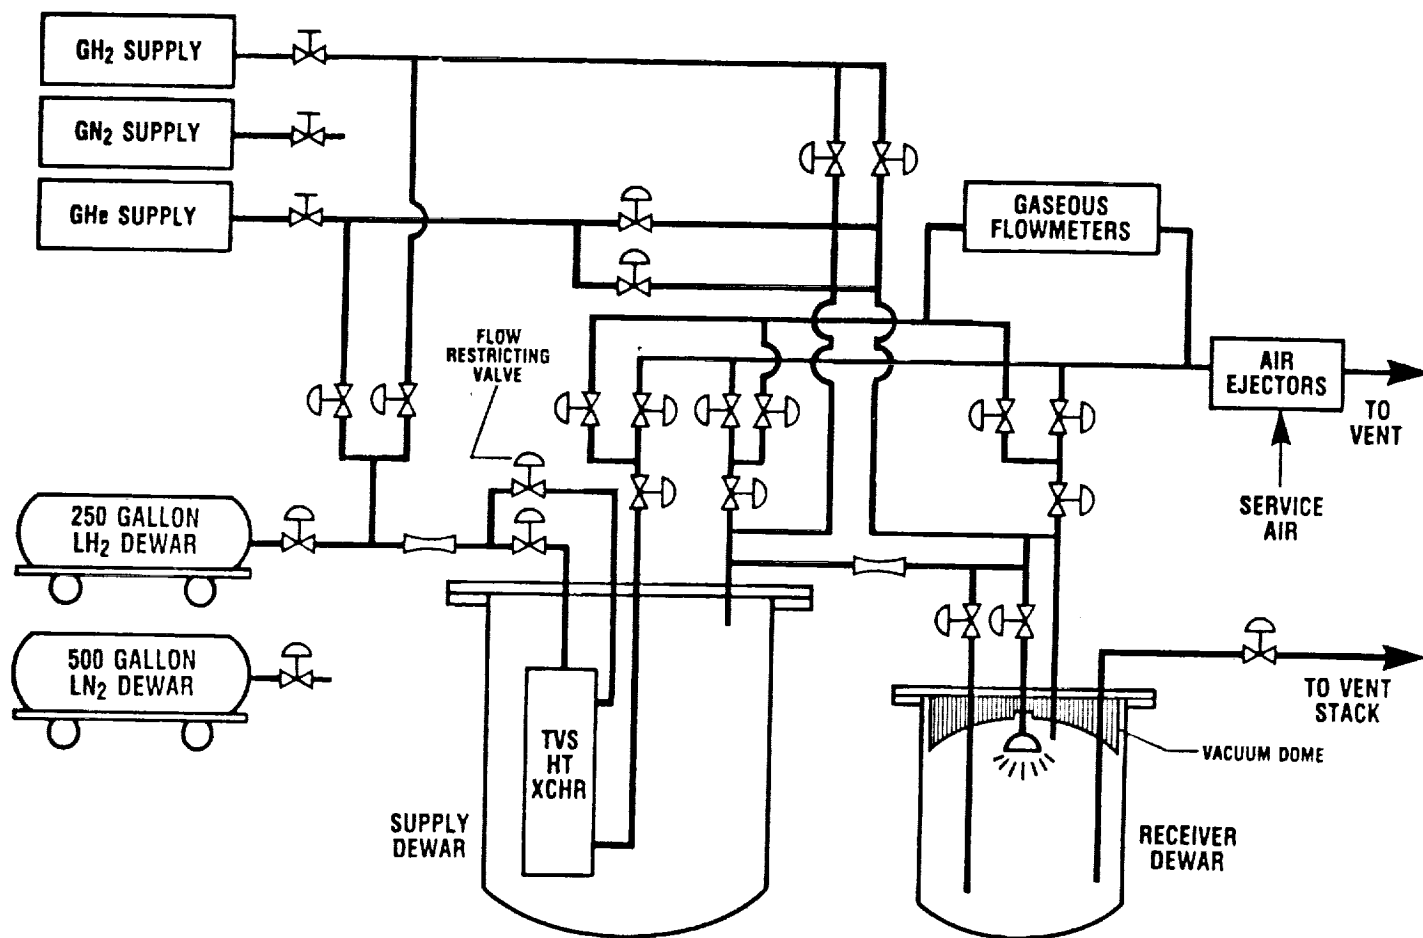 GH₂ SUPPLY
GN₂ SUPPLY
GHe SUPPLY
GASEOUS
FLOWMETERS
FLOW
RESTRICTING
VALVE
AIR
EJECTORS
TO
VENT
SERVICE
AIR
250 GALLON
LH₂ DEWAR
500 GALLON
LN₂ DEWAR
TVS
HT
XCHR
SUPPLY
DEWAR
TO VENT
STACK
VACUUM DOME
RECEIVER
DEWAR